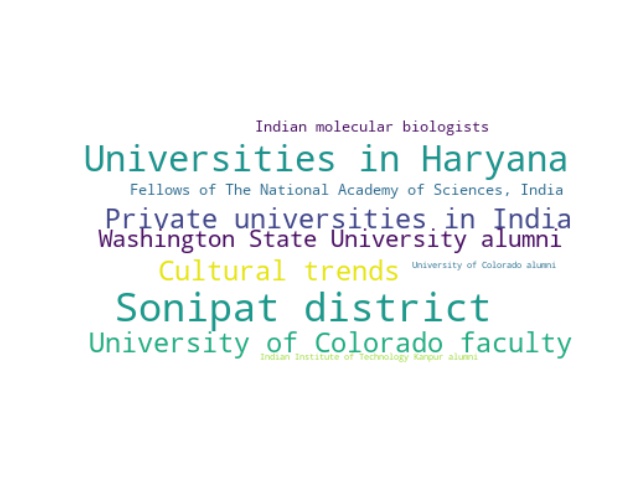 Indian molecular biologists
Universities in Haryana
Fellows of The National Academy of Sciences, India
Private universities in India
Washington State University alumni
Cultural trends
University of Colorado alumni
Sonipat district
University of Colorado faculty
Indian Institute of Technology Kanpur alumni